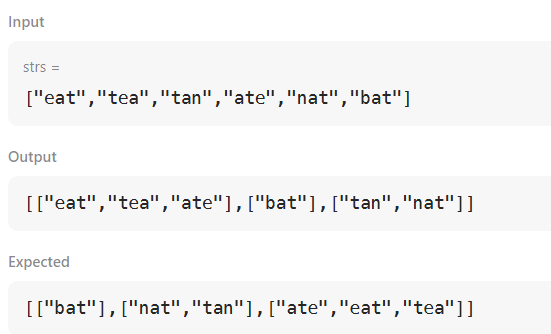 Input
strs =
["eat","tea","tan","ate","nat","bat"]
Output
[["eat","tea","ate"],["bat"],["tan","nat"]]
Expected
[["bat"],["nat","tan"],["ate","eat","tea"]]